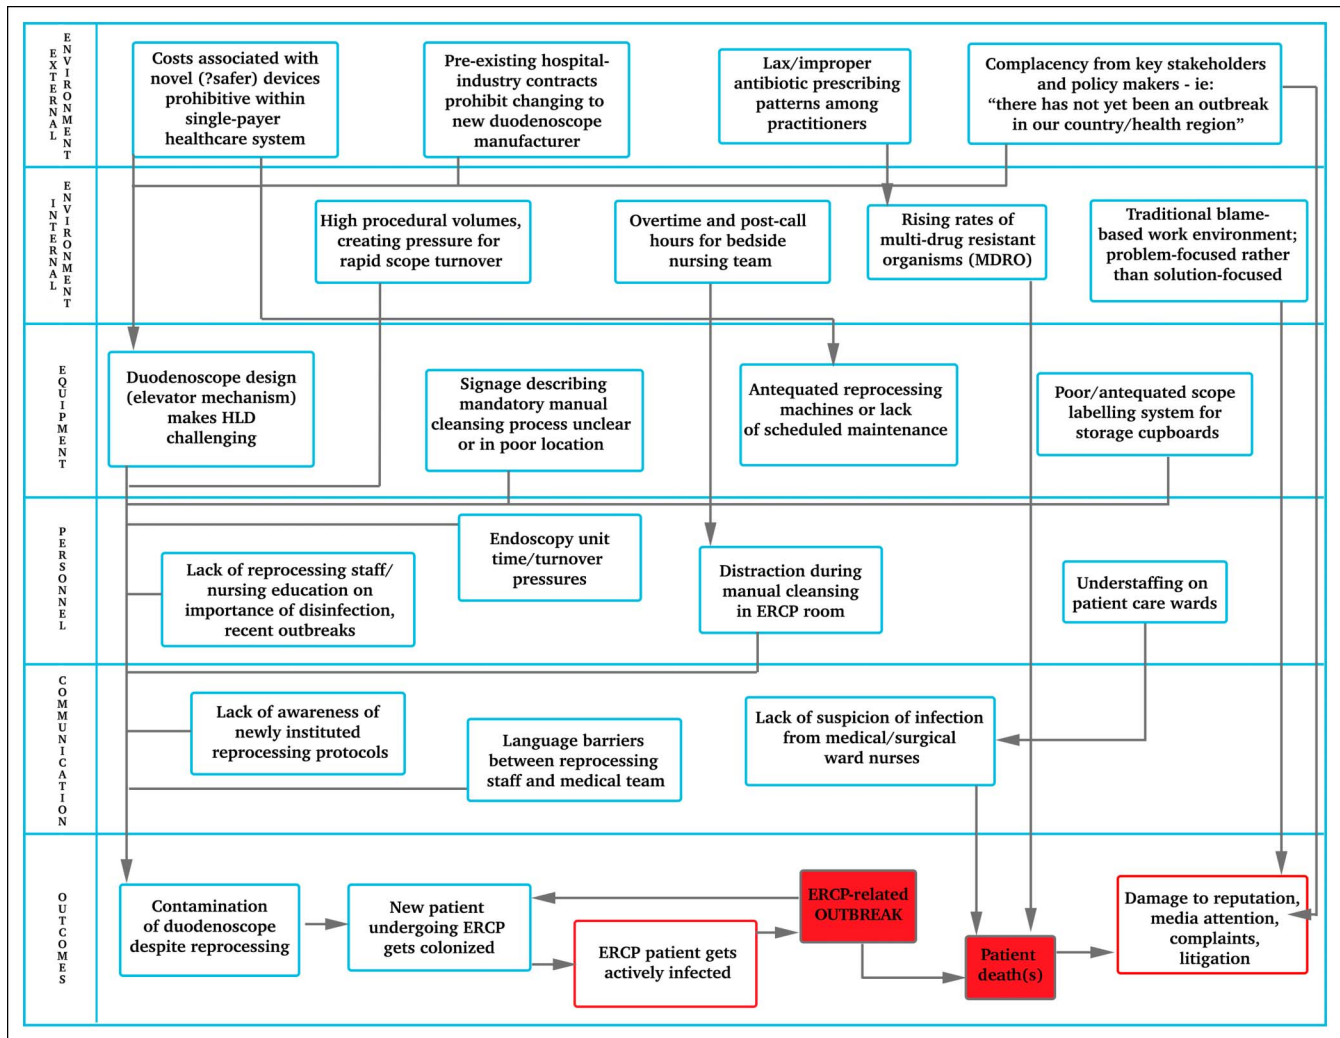 EXTERNAL
ENVIRONMENT
Costs associated with
novel (?safer) devices
prohibitive within
single-payer
healthcare system
Pre-existing hospital-
industry contracts
prohibit changing to
new duodenoscope
manufacturer
Lax/improper
antibiotic prescribing
patterns among
practitioners
Complacency from key stakeholders
and policy makers - ie:
“there has not yet been an outbreak
in our country/health region”
INTERNAL
ENVIRONMENT
High procedural volumes,
creating pressure for
rapid scope turnover
Overtime and post-call
hours for bedside
nursing team
Rising rates of
multi-drug resistant
organisms (MDRO)
Traditional blame-
based work environment;
problem-focused rather
than solution-focused
EQUIPMENT
Duodenoscope design
(elevator mechanism)
makes HLD
challenging
Signage describing
mandatory manual
cleansing process unclear
or in poor location
Antequated reprocessing
machines or lack
of scheduled maintenance
Poor/antequated scope
labelling system for
storage cupboards
PERSONNEL
Lack of reprocessing staff/
nursing education on
importance of disinfection,
recent outbreaks
Endoscopy unit
time/turnover
pressures
Distraction during
manual cleansing
in ERCP room
Understaffing on
patient care wards
COMMUNICATION
Lack of awareness of
newly instituted
reprocessing protocols
Language barriers
between reprocessing
staff and medical team
Lack of suspicion of infection
from medical/surgical
ward nurses
OUTCOMES
Contamination
of duodenoscope
despite reprocessing
New patient
undergoing ERCP
gets colonized
ERCP patient gets
actively infected
ERCP-related
OUTBREAK
Patient
death(s)
Damage to reputation,
media attention,
complaints,
litigation